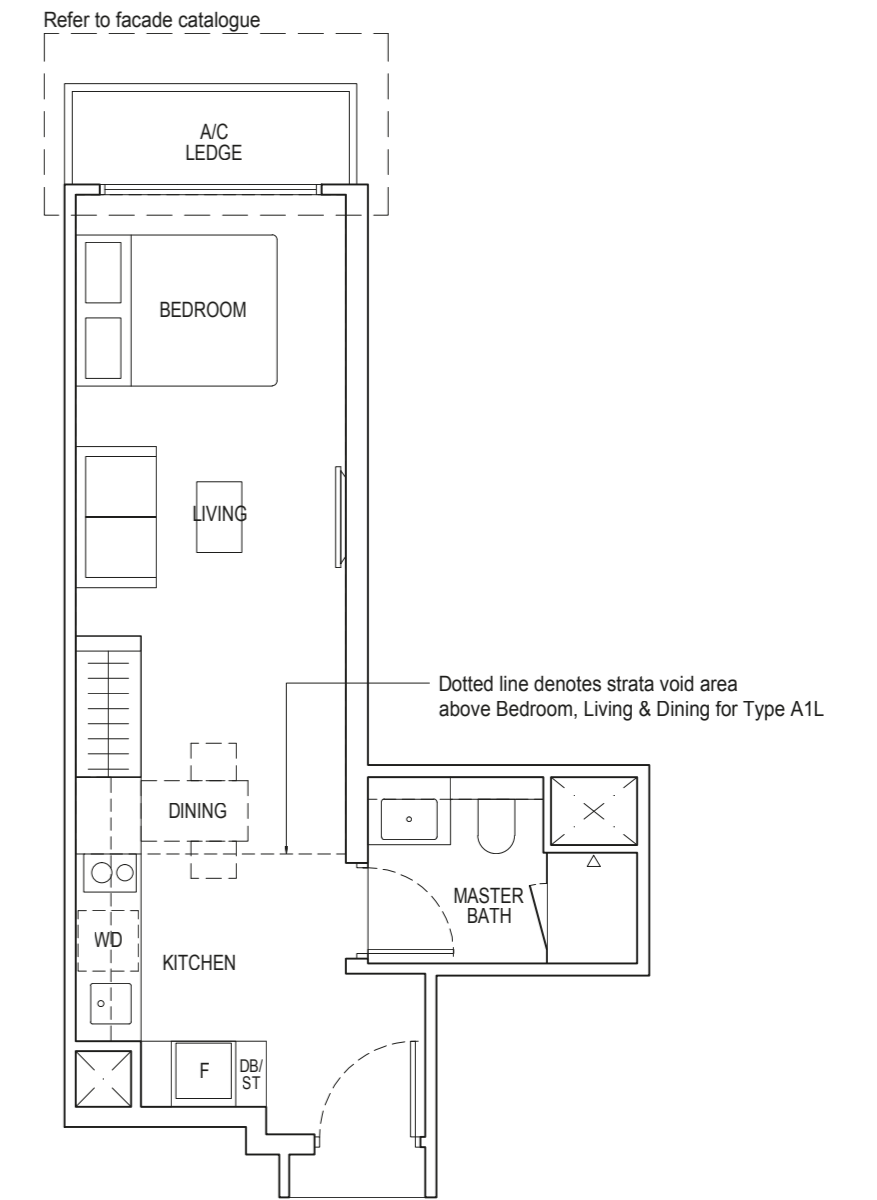 Refer to facade catalogue
A/C
LEDGE
BEDROOM
LIVING
Dotted line denotes strata void area
above Bedroom, Living & Dining for Type A1L
DINING
MASTER
BATH
WD
KITCHEN
F
DB/
ST